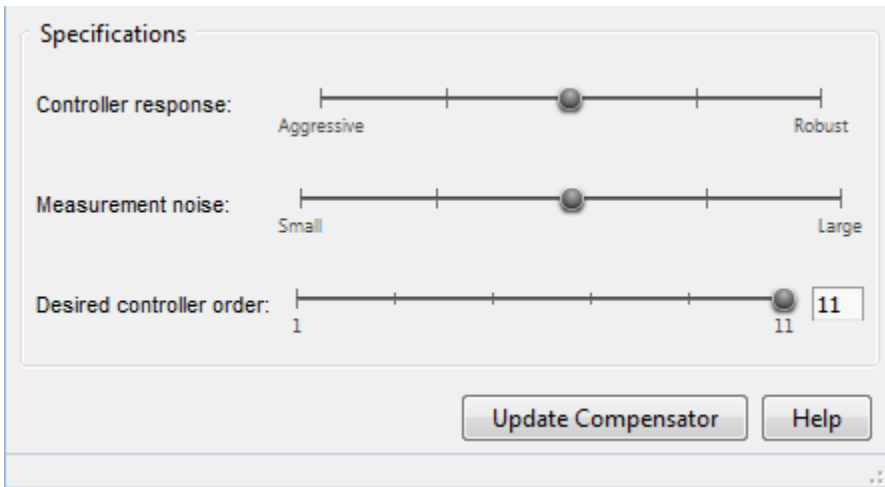 Specifications
Controller response:
Aggressive Robust
Measurement noise:
Small Large
Desired controller order: 11
1 11
Update Compensator Help